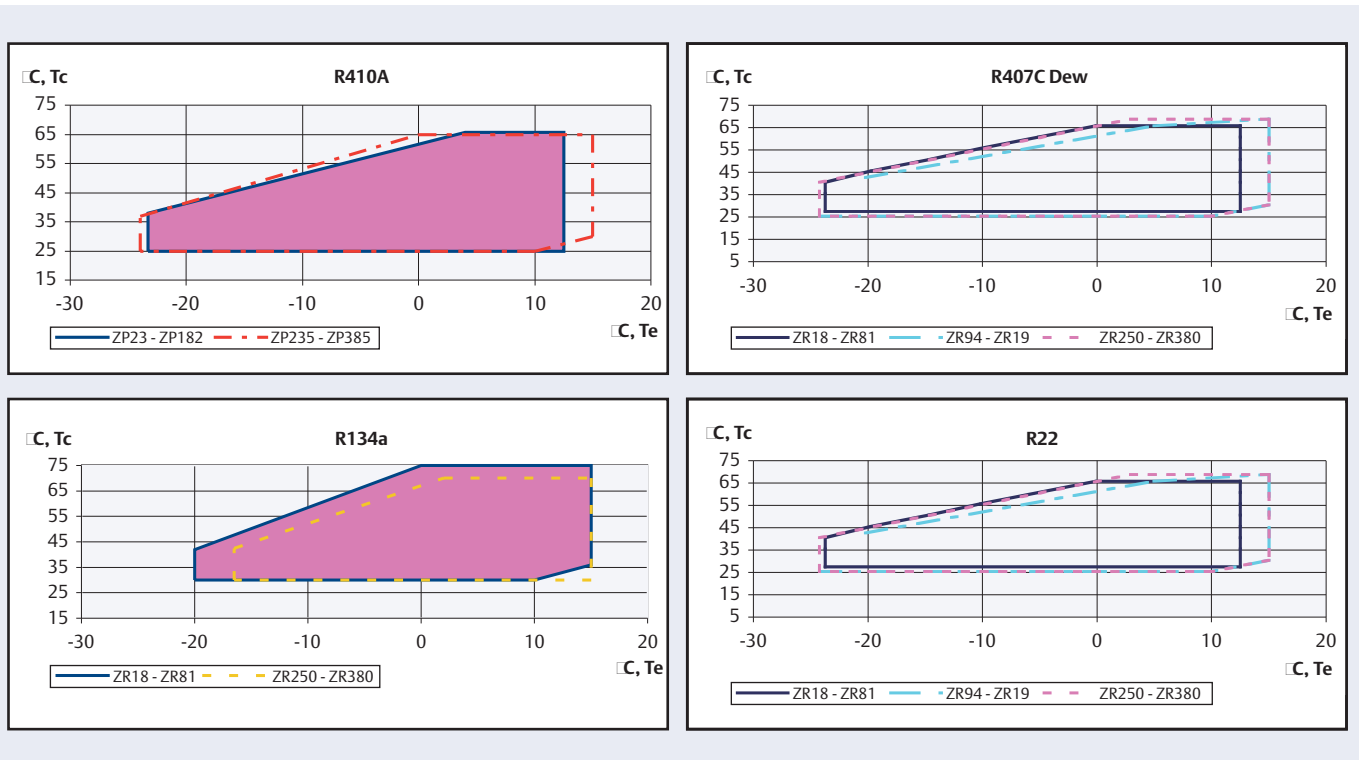 □C, Tc
R410A
75
65
55
45
35
25
15
-30 -20 -10 0 10 20
□C, Te
ZP23 - ZP182 ZP235 - ZP385
□C, Tc
R407C Dew
75
65
55
45
35
25
15
5
-30 -20 -10 0 10 20
□C, Te
ZR18 - ZR81 ZR94 - ZR19 ZR250 - ZR380
□C, Tc
R134a
75
65
55
45
35
25
15
-30 -20 -10 0 10 20
□C, Te
ZR18 - ZR81 ZR250 - ZR380
□C, Tc
R22
75
65
55
45
35
25
15
5
-30 -20 -10 0 10 20
□C, Te
ZR18 - ZR81 ZR94 - ZR19 ZR250 - ZR380